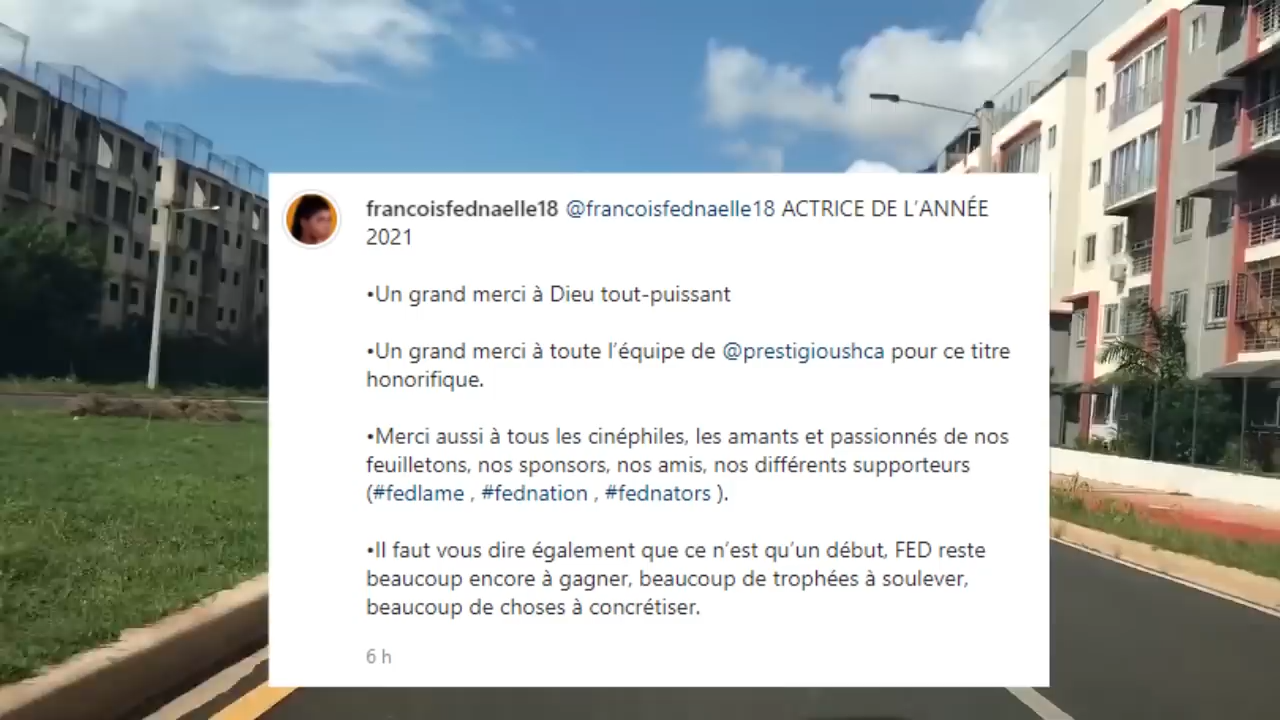 francoisfednaelle18 @francoisfednaelle18 ACTRICE DE L’ANNÉE
2021
•Un grand merci à Dieu tout-puissant
•Un grand merci à toute l’équipe de @prestigioushca pour ce titre
honorifique.
•Merci aussi à tous les cinéphiles, les amants et passionnés de nos
feuilletons, nos sponsors, nos amis, nos différents supporteurs
(#fedlame , #fednation , #fednators ).
•Il faut vous dire également que ce n’est qu’un début, FED reste
beaucoup encore à gagner, beaucoup de trophées à soulever,
beaucoup de choses à concrétiser.
6 h